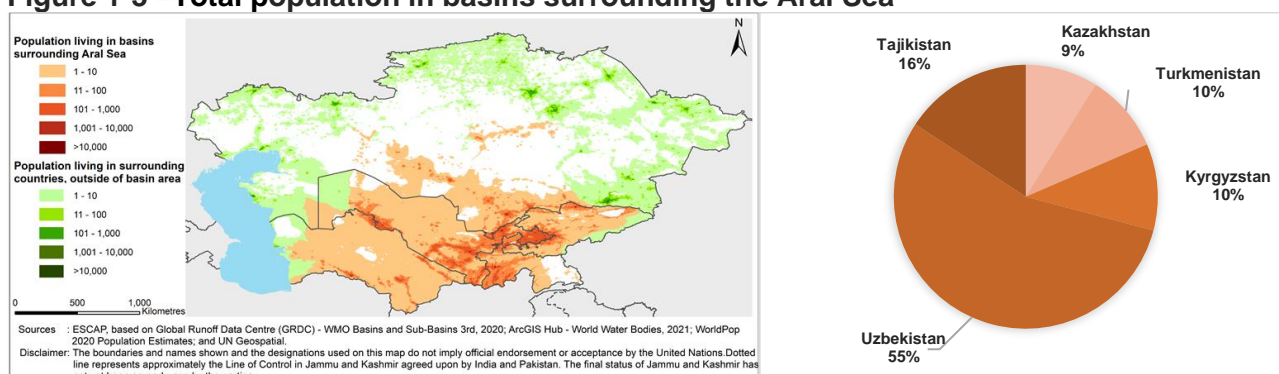 Figure 1-3 - Total population in basins surrounding the Aral Sea
Population living in basins
surrounding Aral Sea
1 - 10
11 - 100
101 - 1,000
1,001 - 10,000
>10,000
Population living in surrounding
countries, outside of basin area
1 - 10
11 - 100
101 - 1,000
1,001 - 10,000
>10,000
0 500 1,000
Kilometres
N
Sources : ESCAP, based on Global Runoff Data Centre (GRDC) - WMO Basins and Sub-Basins 3rd, 2020; ArcGIS Hub - World Water Bodies, 2021; WorldPop
2020 Population Estimates; and UN Geospatial.
Disclaimer: The boundaries and names shown and the designations used on this map do not imply official endorsement or acceptance by the United Nations.Dotted
line represents approximately the Line of Control in Jammu and Kashmir agreed upon by India and Pakistan. The final status of Jammu and Kashmir has
Kazakhstan
9%
Turkmenistan
10%
Kyrgyzstan
10%
Uzbekistan
55%
Tajikistan
16%